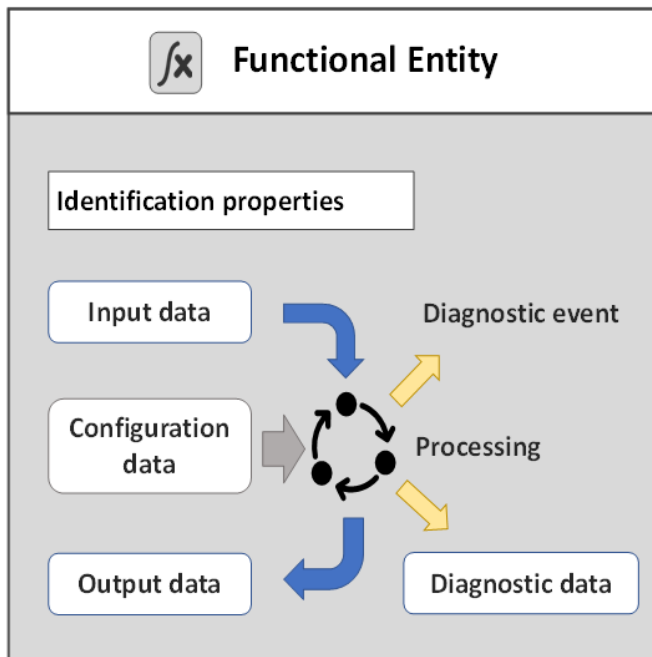 fx Functional Entity
Identification properties
Input data
Diagnostic event
Configuration
data
Processing
Output data
Diagnostic data